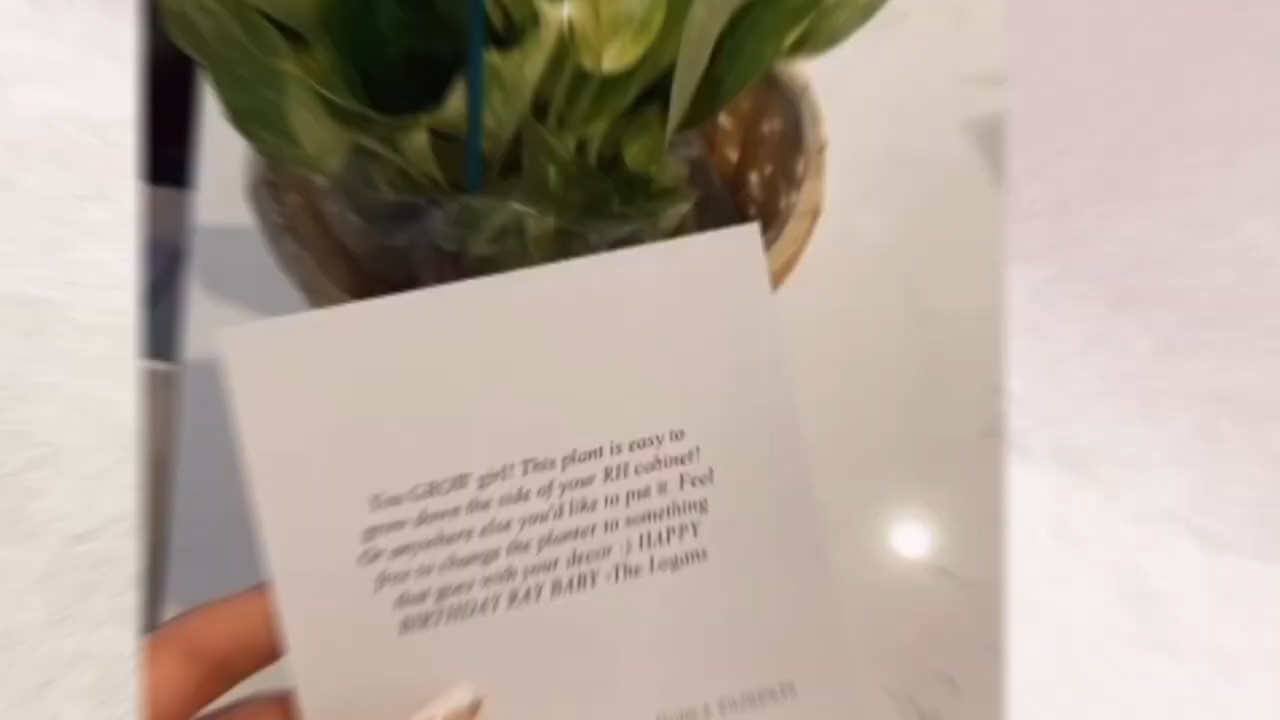 You GROW girl! This plant is easy to
grow down the side of your RH cabinet!
Or anywhere else you'd like to put it. Feel
free to change the planter to something
that goes with your decor :) HAPPY
BIRTHDAY RAY BABY -The Logans